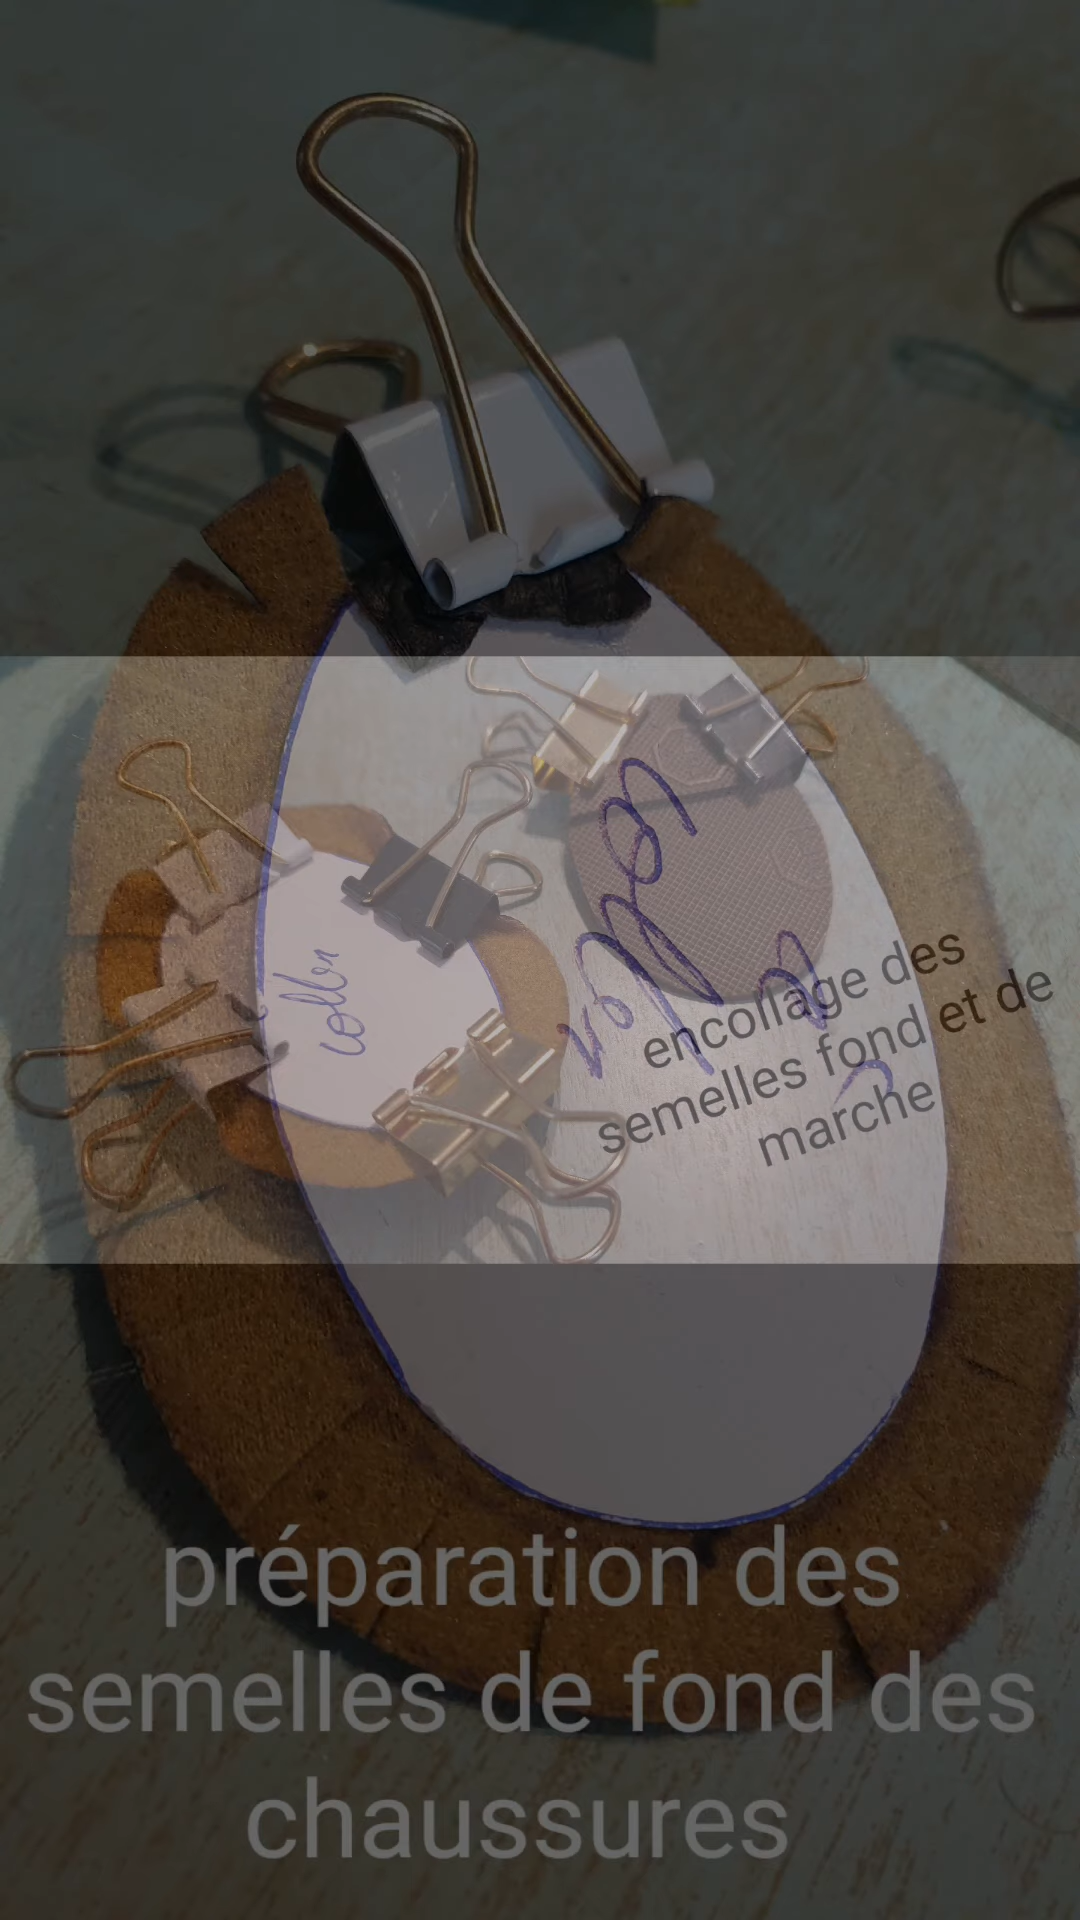 coller
coller
encollage des
semelles fond et de
marche
préparation des
semelles de fond des
chaussures